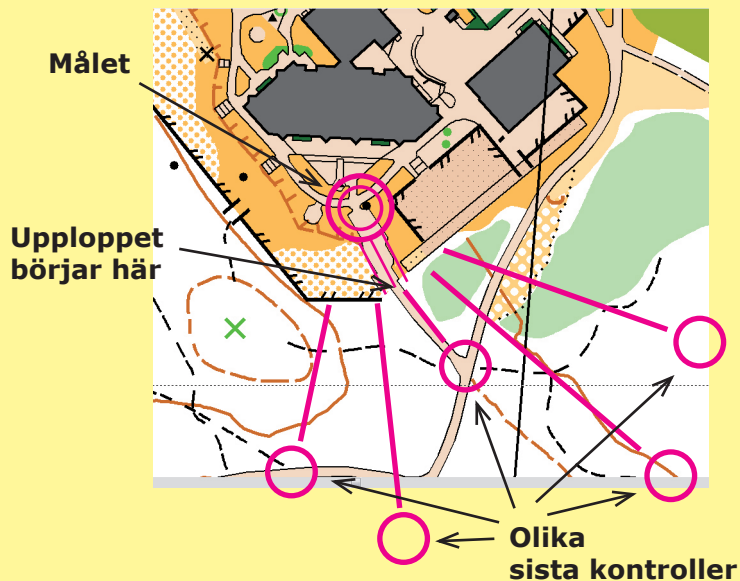 Målet
Upploppet
börjar här
Olika
sista kontroller